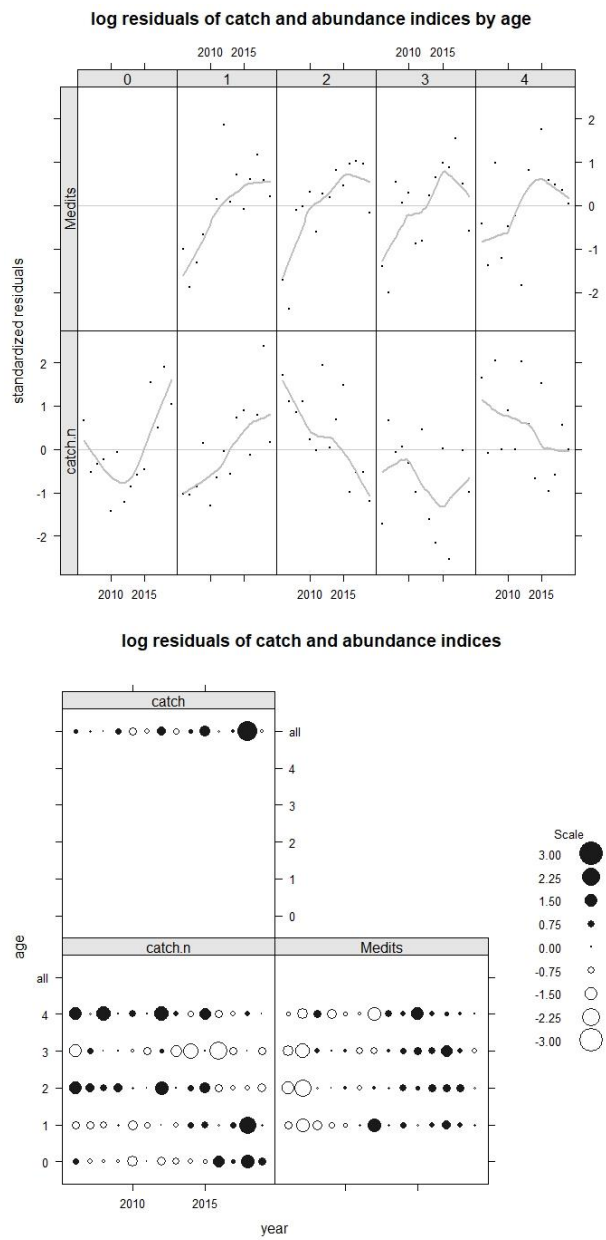 log residuals of catch and abundance indices by age
2010 2015 2010 2015
0 1 2 3 4
Medits
2
1
0
-1
-2
standardized residuals
catch.n
2
1
0
-1
-2
2010 2015 2010 2015 2010 2015
log residuals of catch and abundance indices
catch
all
4
3
2
1
0
Scale
3.00
2.25
1.50
0.75
0.00
-0.75
-1.50
-2.25
-3.00
age
catch.n Medits
all
4
3
2
1
0
2010 2015
year